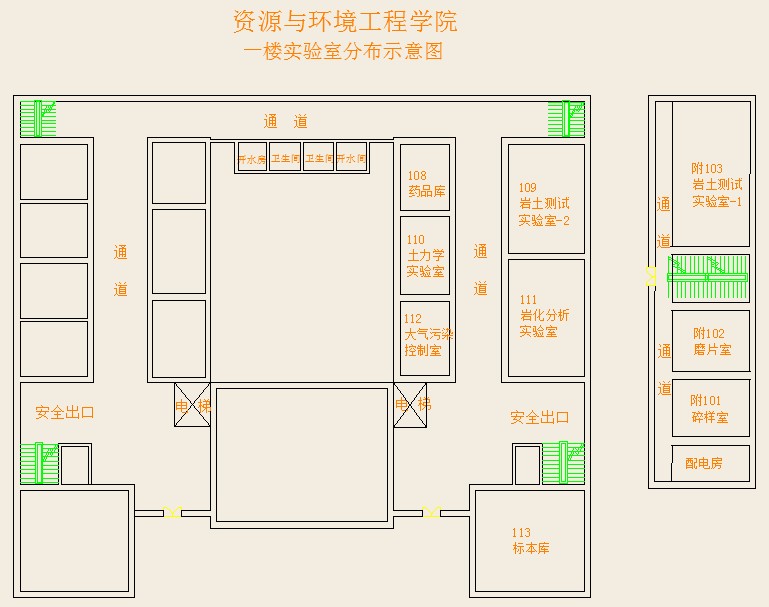 资源与环境工程学院
一楼实验室分布示意图
通 道
开水房
卫生间
卫生间
开水间
108
药品库
109
岩土测试
实验室-2
附103
岩土测试
实验室-1
通
道
通
道
通
道
110
土力学
实验室
111
岩化分析
实验室
112
大气污染
控制室
附102
磨片室
通
道
安全出口
电 梯
电 梯
安全出口
附101
碎样室
配电房
113
标本库